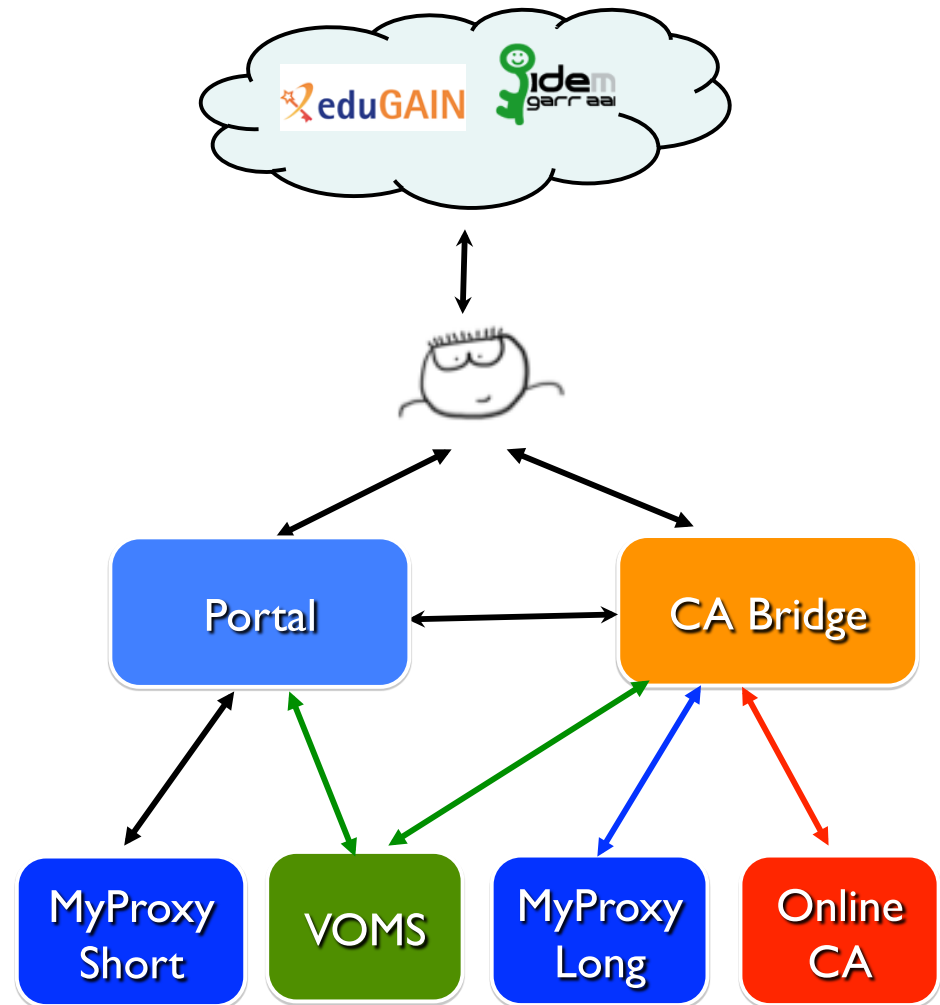 eduGAIN
idem
garr aai
Portal
CA Bridge
MyProxy
Short
VOMS
MyProxy
Long
Online
CA